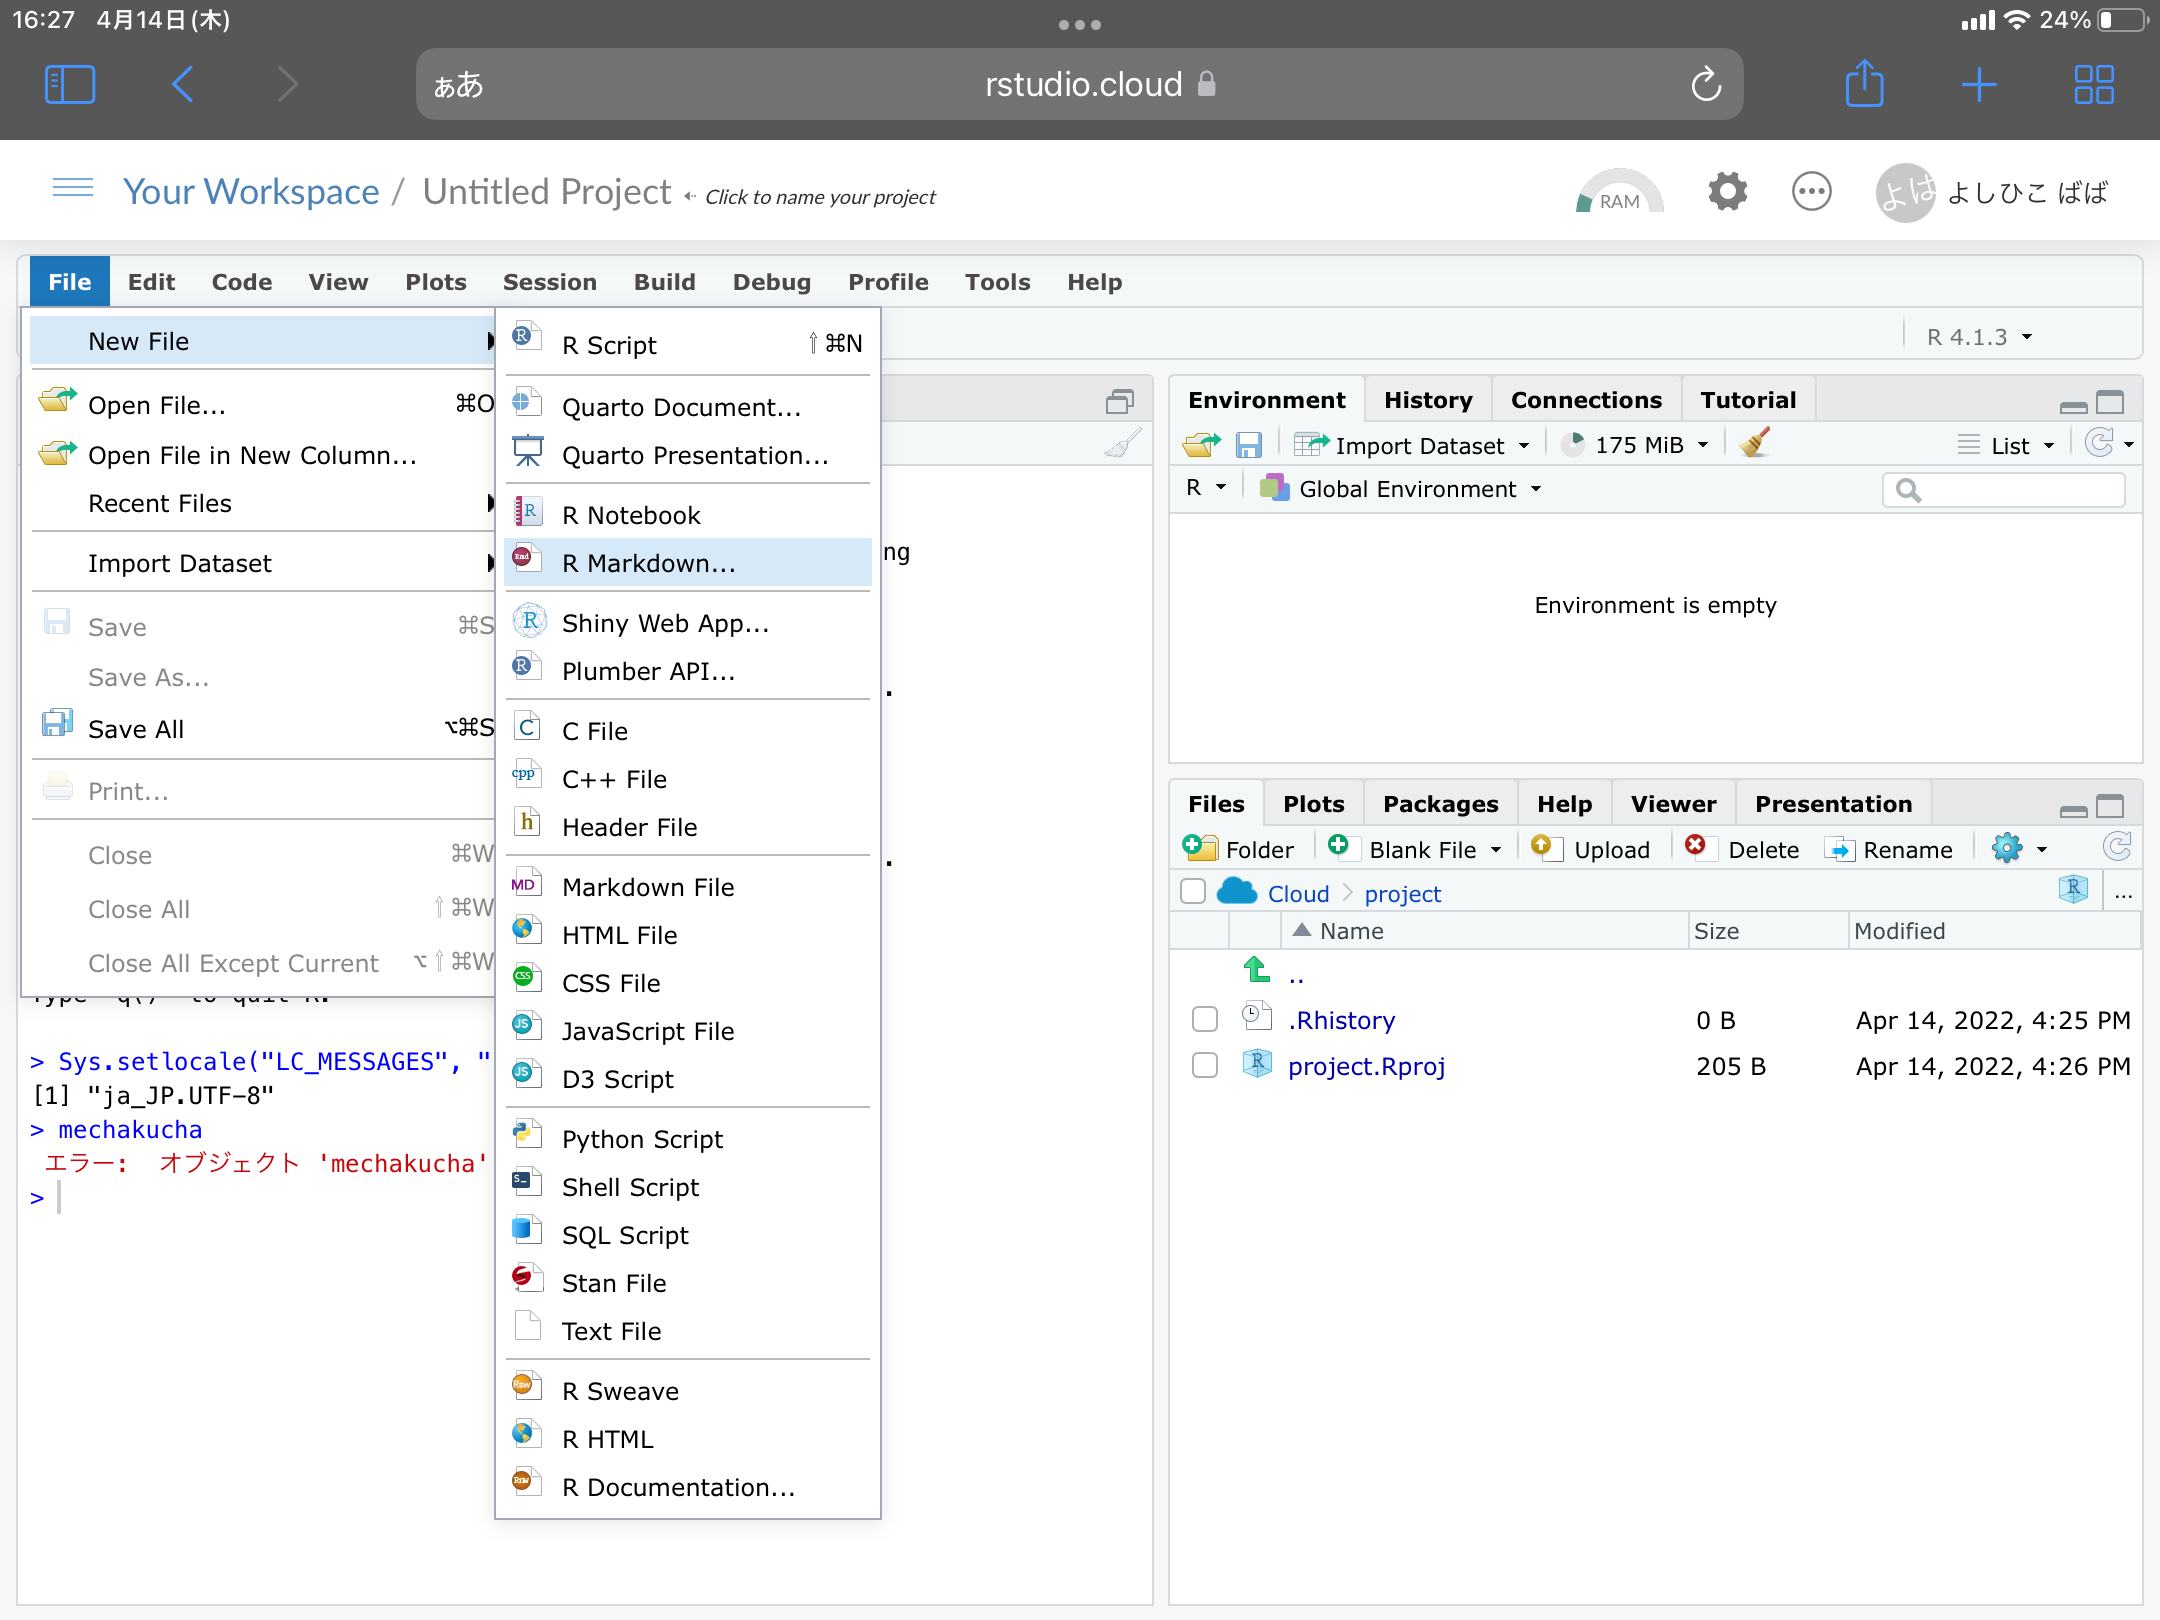 16:27 4月14日(木)
24%
ぁあ
rstudio.cloud
Your Workspace / Untitled Project Click to name your project
RAM
よは よしひこ ばば
File Edit Code View Plots Session Build Debug Profile Tools Help
R 4.1.3
New File
Open File... ⌘O
Open File in New Column...
Recent Files
Import Dataset
Save ⌘S
Save As...
Save All ⌥⌘S
Print...
Close ⌘W
Close All ⇧⌘W
Close All Except Current ⌥⇧⌘W
R Script ⇧⌘N
Quarto Document...
Quarto Presentation...
R Notebook
R Markdown...
Shiny Web App...
Plumber API...
C File
C++ File
Header File
Markdown File
HTML File
CSS File
JavaScript File
D3 Script
Python Script
Shell Script
SQL Script
Stan File
Text File
R Sweave
R HTML
R Documentation...
ng
.
.
> Sys.setlocale("LC_MESSAGES", "
[1] "ja_JP.UTF-8"
> mechakucha
エラー: オブジェクト 'mechakucha'
>
Environment History Connections Tutorial
Import Dataset 175 MiB List
R Global Environment
Environment is empty
Files Plots Packages Help Viewer Presentation
Folder Blank File Upload Delete Rename
Cloud > project ...
Name Size Modified
..
.Rhistory 0 B Apr 14, 2022, 4:25 PM
project.Rproj 205 B Apr 14, 2022, 4:26 PM